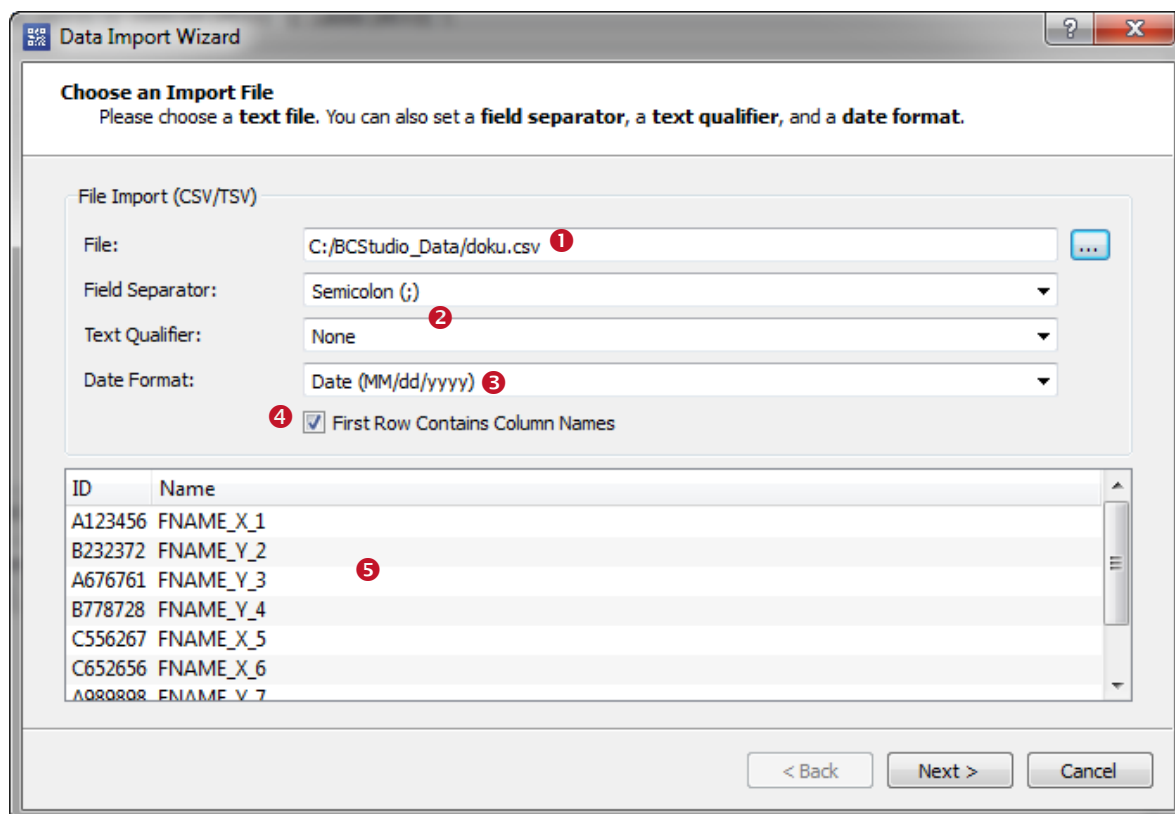 Data Import Wizard
?
Choose an Import File
Please choose a text file. You can also set a field separator, a text qualifier, and a date format.
File Import (CSV/TSV)
File: C:/BCStudio_Data/doku.csv 1 ...
Field Separator: Semicolon (;)
2
Text Qualifier: None
Date Format: Date (MM/dd/yyyy) 3
4 First Row Contains Column Names
ID Name
A123456 FNAME_X_1
B232372 FNAME_Y_2
A676761 FNAME_Y_3
5
B778728 FNAME_Y_4
C556267 FNAME_X_5
C652656 FNAME_X_6
A989898 FNAME_Y_7
< Back Next > Cancel